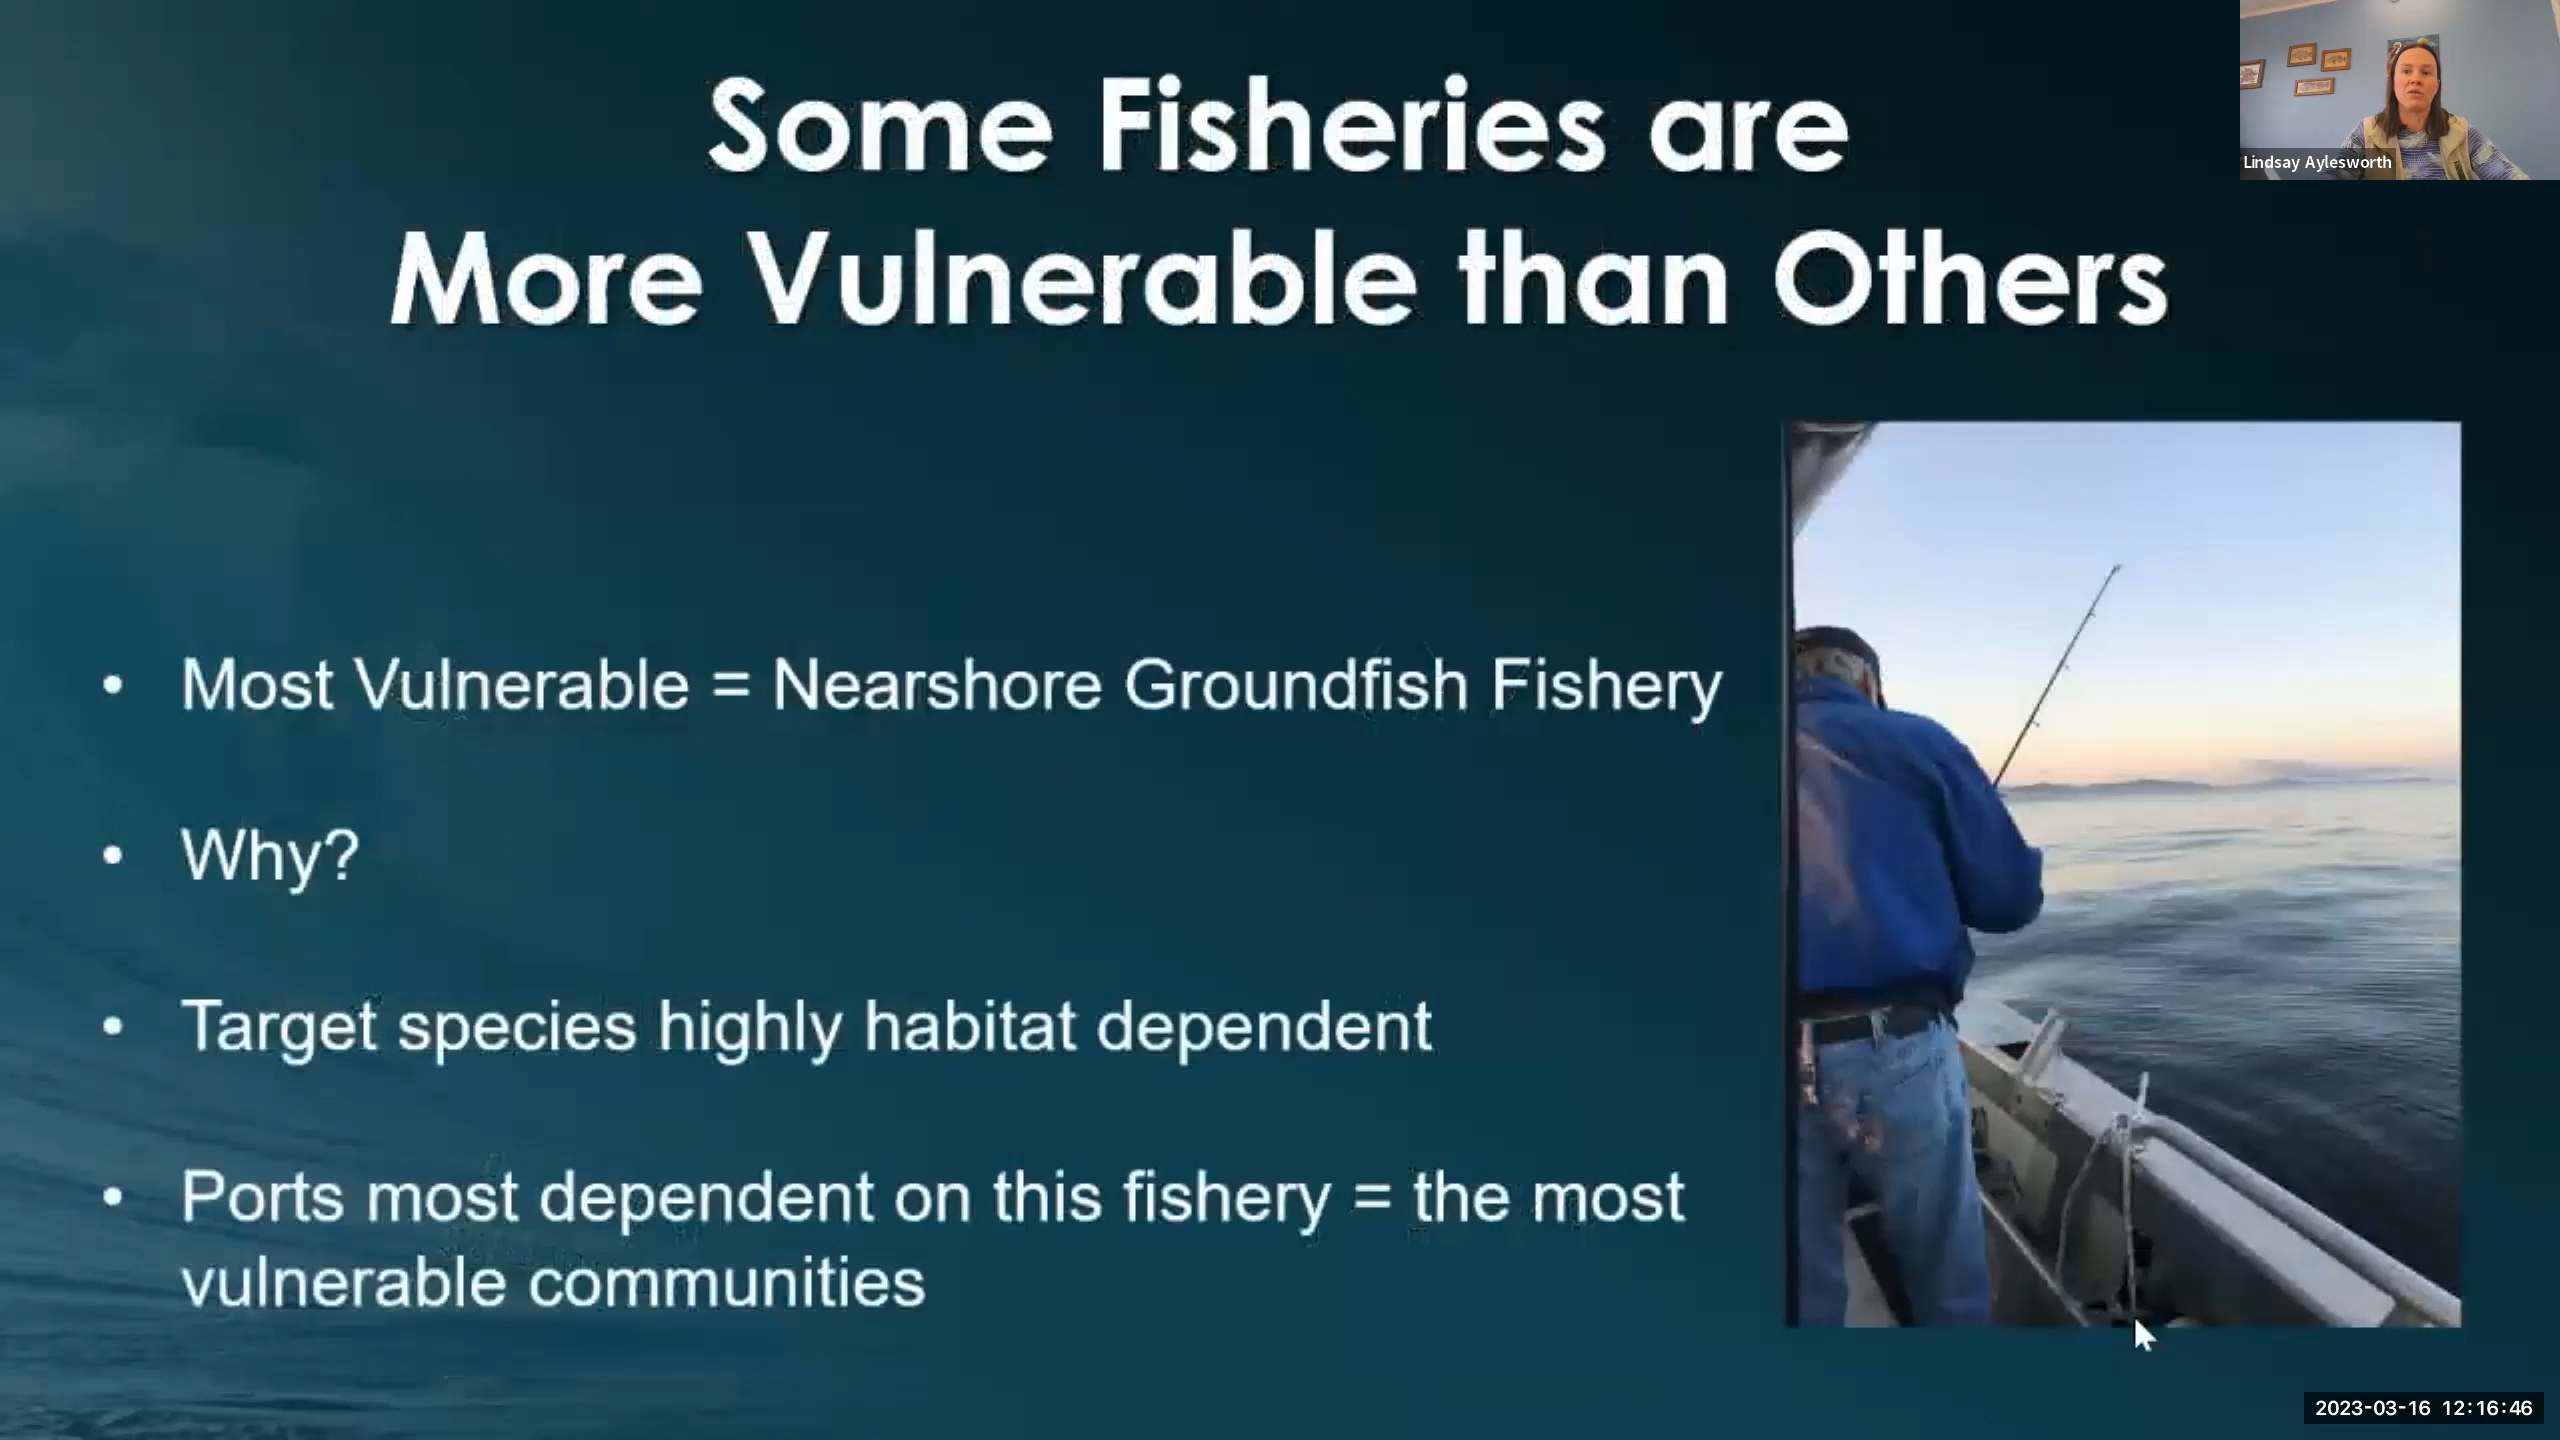 Some Fisheries are
More Vulnerable than Others
Lindsay Aylesworth
• Most Vulnerable = Nearshore Groundfish Fishery
• Why?
• Target species highly habitat dependent
• Ports most dependent on this fishery = the most
vulnerable communities
2023-03-16 12:16:46